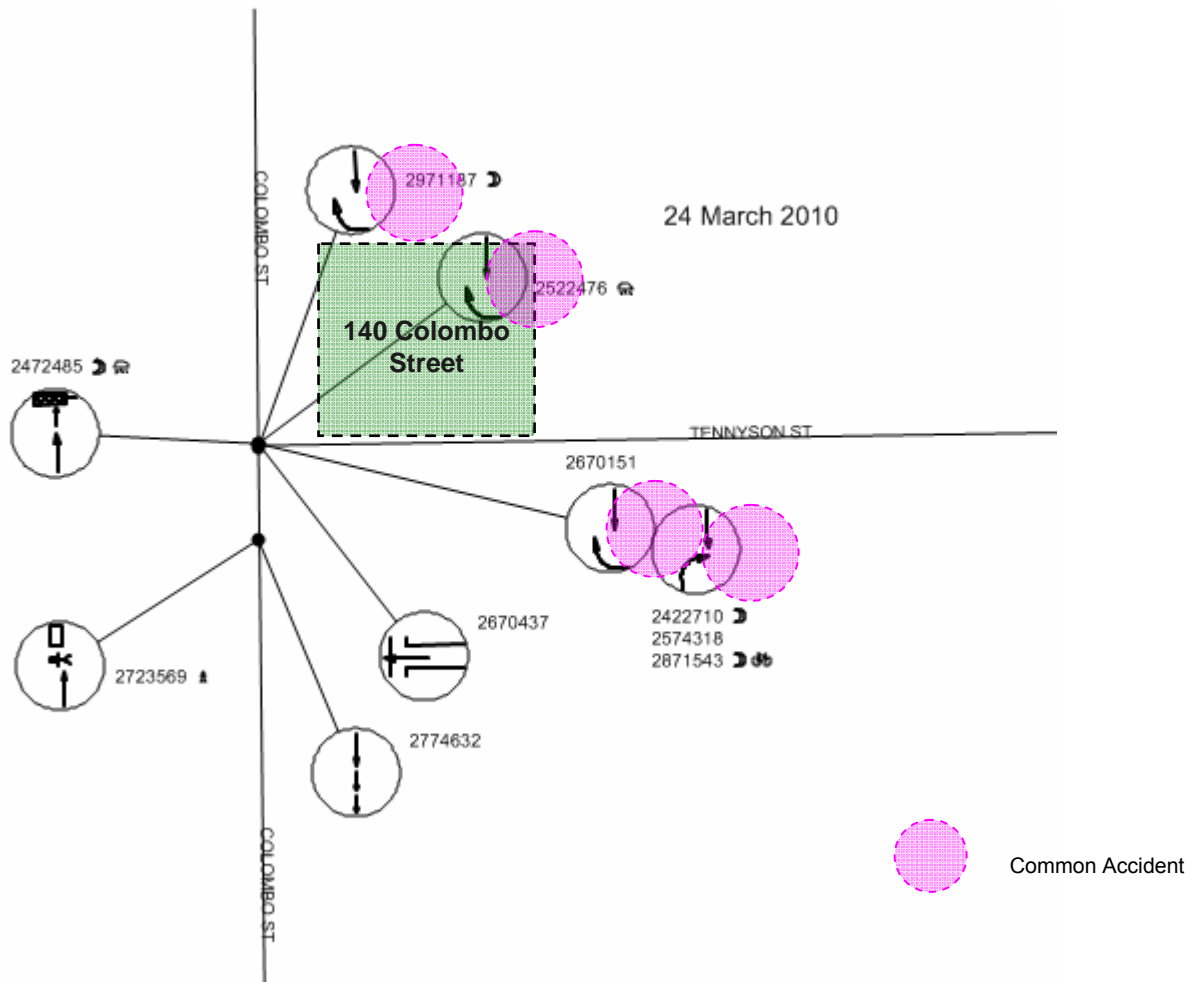 COLOMBO ST
2971187
24 March 2010
2522476
140 Colombo
Street
2472485
TENNYSON ST
2670151
2670437
2422710
2574318
2871543
2723569
2774632
COLOMBO ST
Common Accident